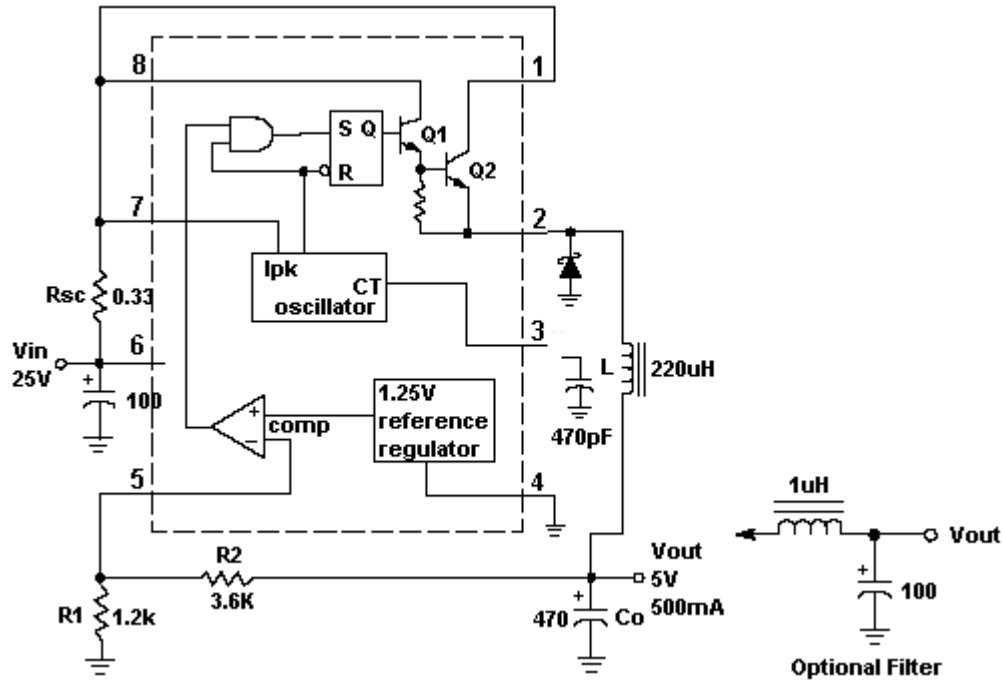 8
1
S Q
R
Q1
Q2
7
2
Ipk
CT
oscillator
Rsc
0.33
3
Vin
25V
6
+
100
L
220uH
470pF
1.25V
reference
regulator
+
−
comp
5
4
1uH
Vout
R2
3.6K
Vout
5V
500mA
R1
1.2k
+
470
Co
+
100
Optional Filter